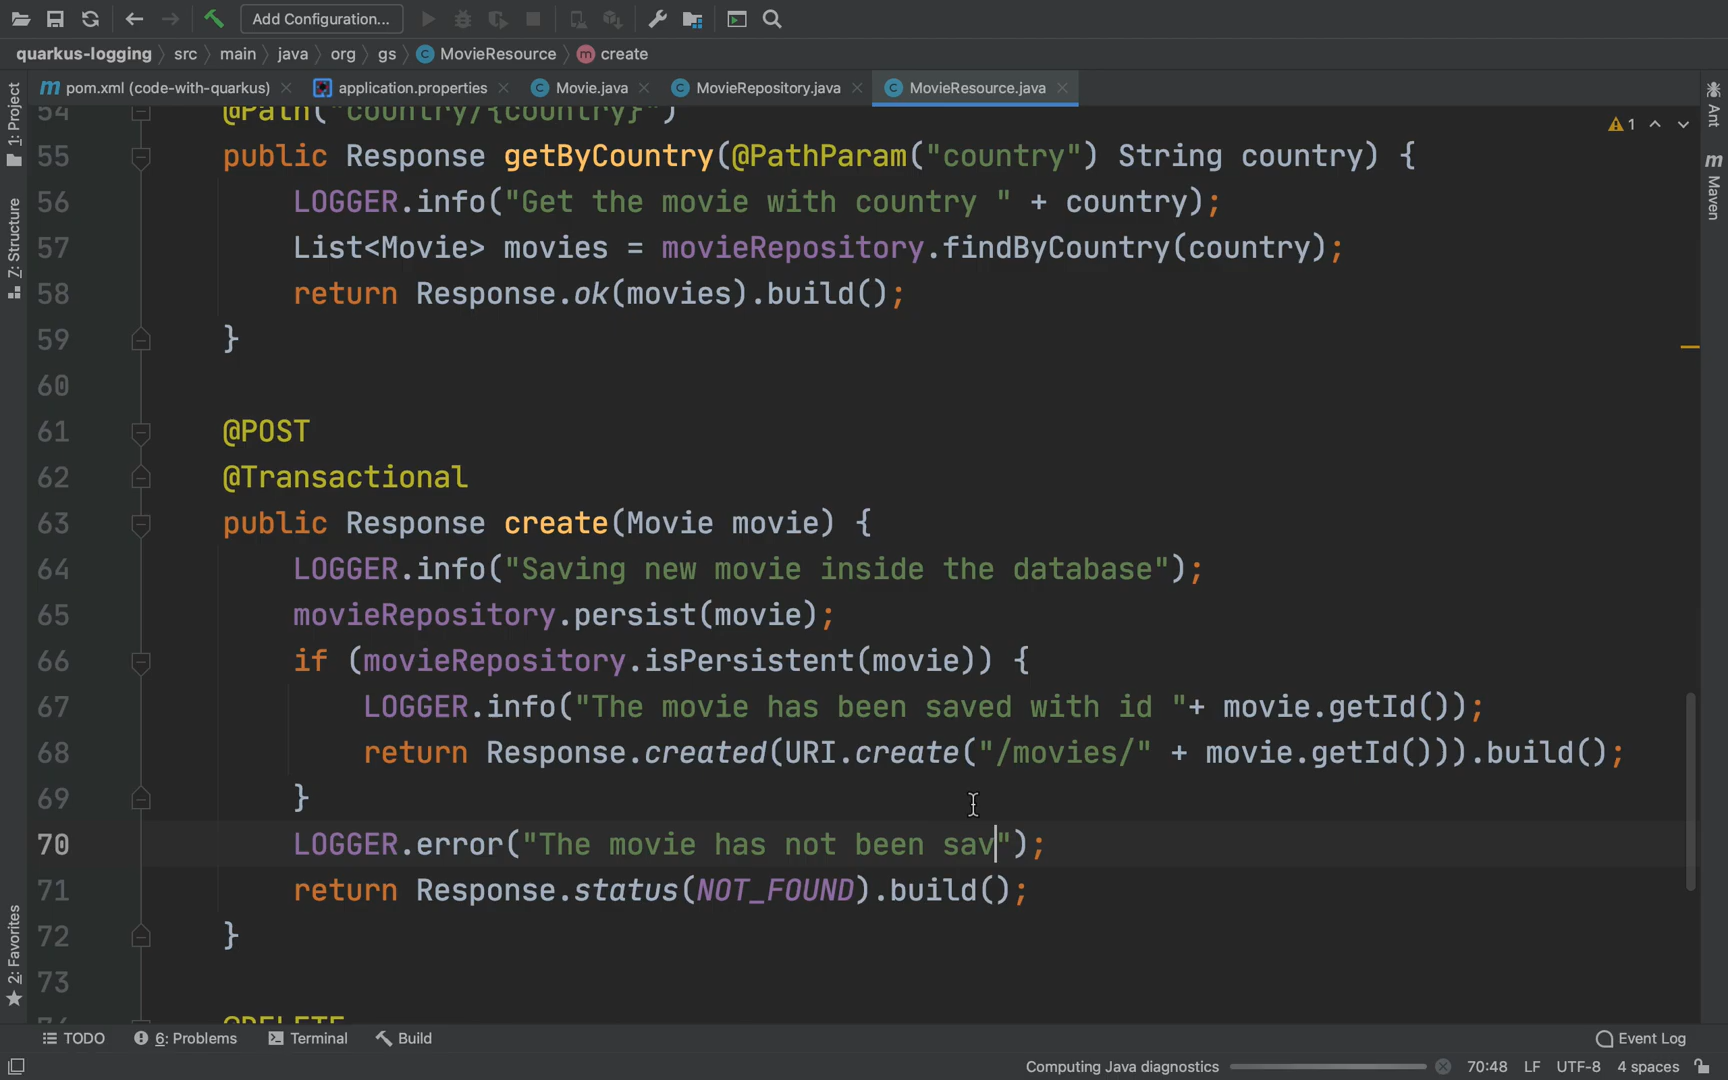 Add Configuration...
quarkus-logging src main java org gs MovieResource create
pom.xml (code-with-quarkus) application.properties Movie.java MovieRepository.java MovieResource.java
1: Project
Z: Structure
2: Favorites
Ant
Maven
1
54 @Path("country/{country}")
55 public Response getByCountry(@PathParam("country") String country) {
56 LOGGER.info("Get the movie with country " + country);
57 List<Movie> movies = movieRepository.findByCountry(country);
58 return Response.ok(movies).build();
59 }
60
61 @POST
62 @Transactional
63 public Response create(Movie movie) {
64 LOGGER.info("Saving new movie inside the database");
65 movieRepository.persist(movie);
66 if (movieRepository.isPersistent(movie)) {
67 LOGGER.info("The movie has been saved with id "+ movie.getId());
68 return Response.created(URI.create("/movies/" + movie.getId())).build();
69 }
70 LOGGER.error("The movie has not been sav");
71 return Response.status(NOT_FOUND).build();
72 }
73
74 @DELETE
TODO 6: Problems Terminal Build Event Log
Computing Java diagnostics 70:48 LF UTF-8 4 spaces